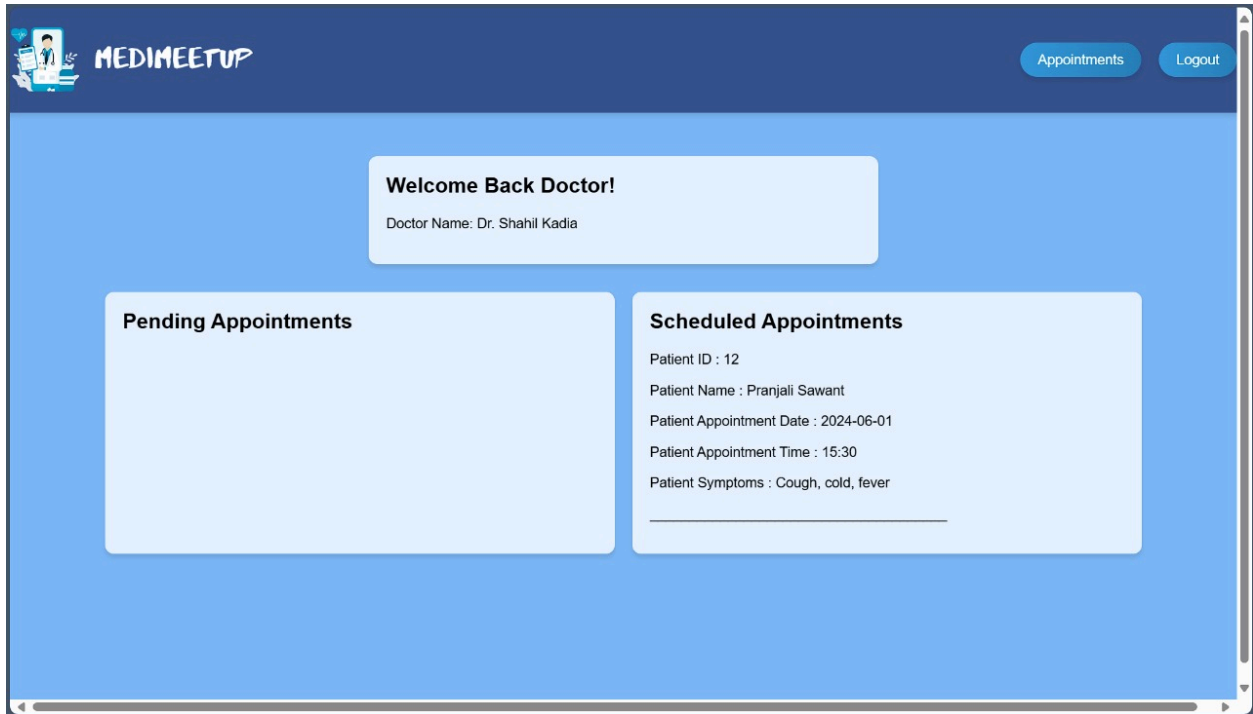 MEDIMEETUP
Appointments
Logout
Welcome Back Doctor!
Doctor Name: Dr. Shahil Kadia
Pending Appointments
Scheduled Appointments
Patient ID : 12
Patient Name : Pranjali Sawant
Patient Appointment Date : 2024-06-01
Patient Appointment Time : 15:30
Patient Symptoms : Cough, cold, fever